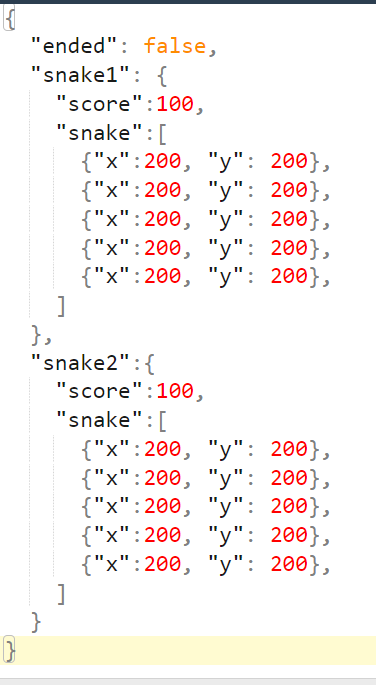 {
  "ended": false,
  "snake1": {
    "score":100,
    "snake":[
      {"x":200, "y": 200},
      {"x":200, "y": 200},
      {"x":200, "y": 200},
      {"x":200, "y": 200},
      {"x":200, "y": 200},
    ]
  },
  "snake2":{
    "score":100,
    "snake":[
      {"x":200, "y": 200},
      {"x":200, "y": 200},
      {"x":200, "y": 200},
      {"x":200, "y": 200},
      {"x":200, "y": 200},
    ]
  }
}